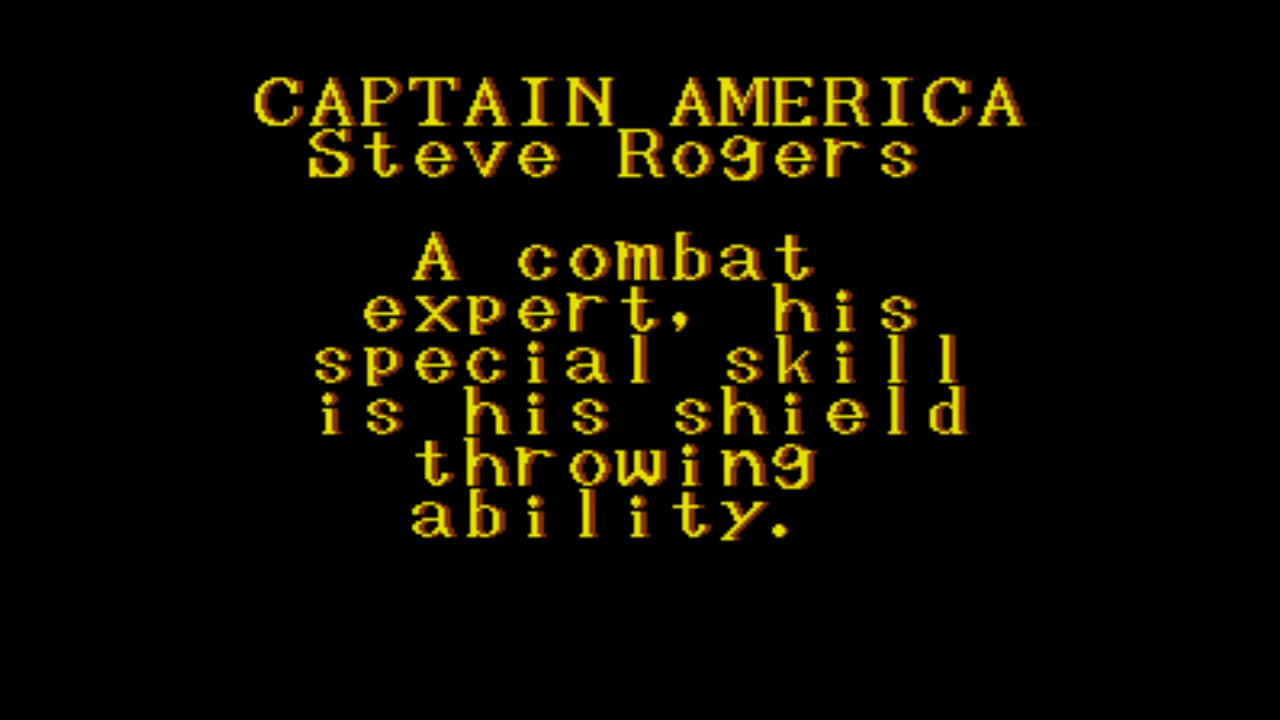 CAPTAIN AMERICA
Steve Rogers
A combat
expert, his
special skill
is his shield
throwing
ability.